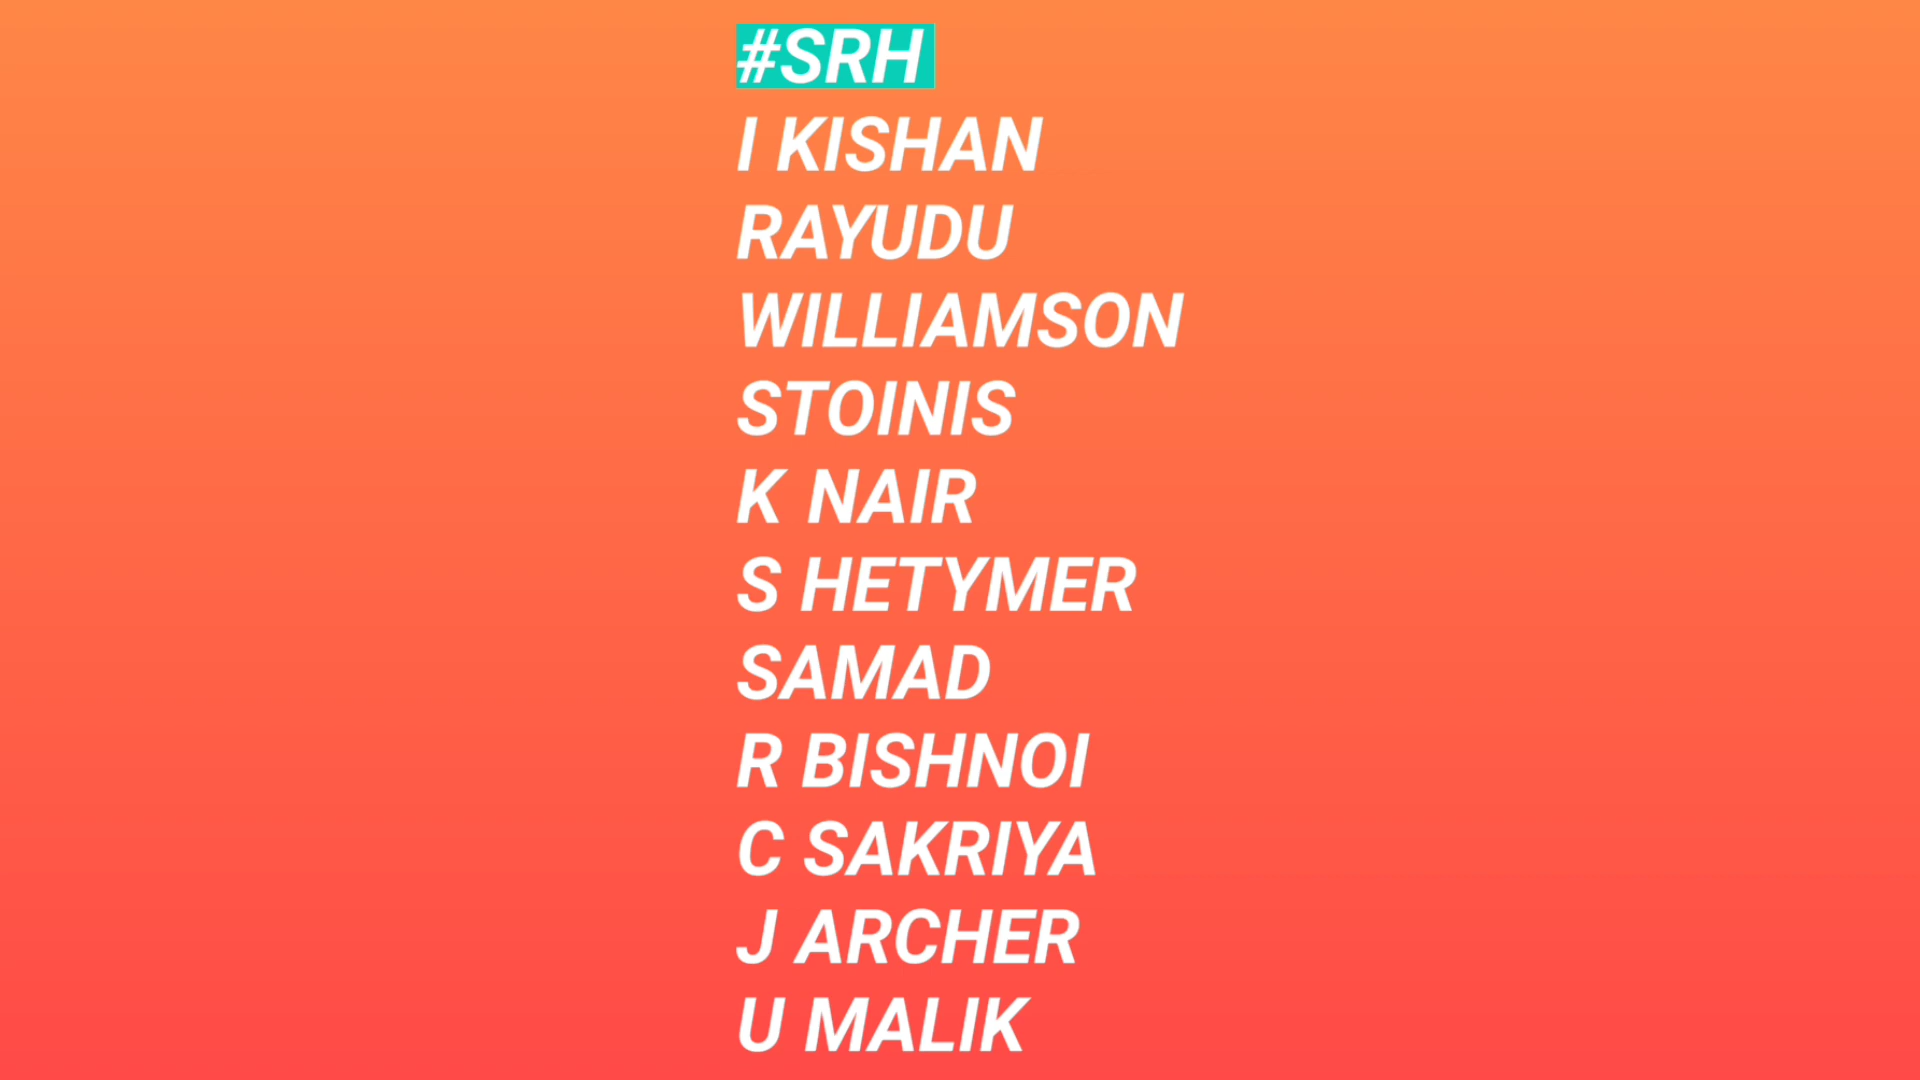 #SRH
I KISHAN
RAYUDU
WILLIAMSON
STOINIS
K NAIR
S HETYMER
SAMAD
R BISHNOI
C SAKRIYA
J ARCHER
U MALIK